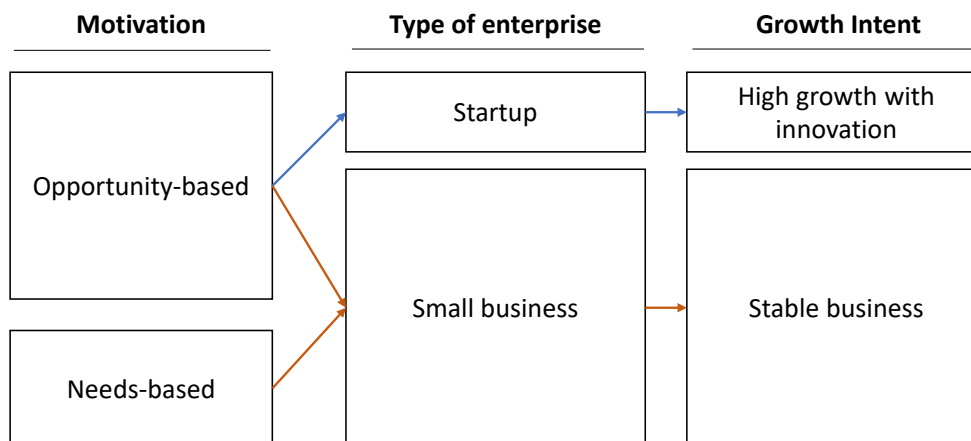 Motivation
Type of enterprise
Growth Intent
Opportunity-based
Startup
High growth with
innovation
Small business
Stable business
Needs-based